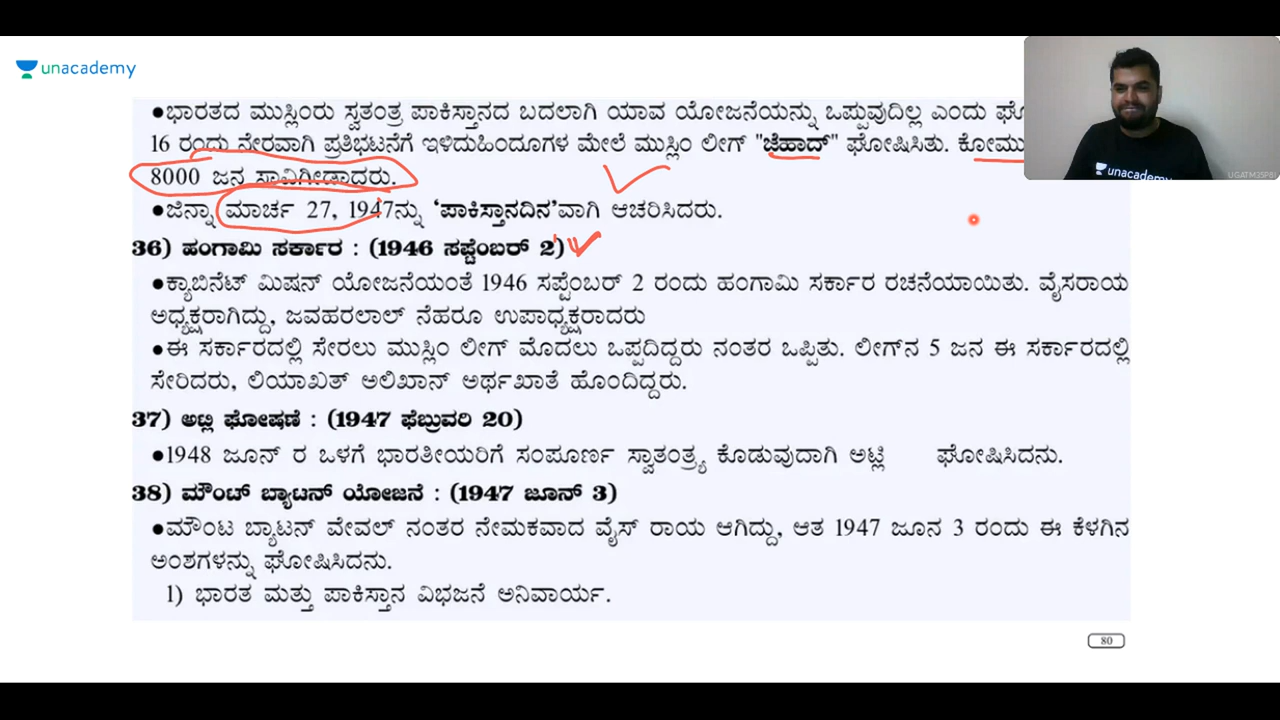 unacademy
•ಭಾರತದ ಮುಸ್ಲಿಂರು ಸ್ವತಂತ್ರ ಪಾಕಿಸ್ತಾನದ ಬದಲಾಗಿ ಯಾವ ಯೋಜನೆಯನ್ನು ಒಪ್ಪುವುದಿಲ್ಲ ಎಂದು
16 ರಂದು ನೇರವಾಗಿ ಪ್ರತಿಭಟನೆಗೆ ಇಳಿದುಹಿಂದೂಗಳ ಮೇಲೆ ಮುಸ್ಲಿಂ ಲೀಗ್ "ಜೆಹಾದ್" ಘೋಷಿಸಿತು. ಕೋಮು
unacademy
8000 ಜನ ಸಾವಿಗೀಡಾದರು.
•ಜಿನ್ನಾ ಮಾರ್ಚ 27, 1947ನ್ನು 'ಪಾಕಿಸ್ತಾನದಿನ'ವಾಗಿ ಆಚರಿಸಿದರು.
36) ಹಂಗಾಮಿ ಸರ್ಕಾರ : (1946 ಸಪ್ಟೆಂಬರ್ 2)
•ಕ್ಯಾಬಿನೆಟ್ ಮಿಷನ್ ಯೋಜನೆಯಂತೆ 1946 ಸಪ್ಟೆಂಬರ್ 2 ರಂದು ಹಂಗಾಮಿ ಸರ್ಕಾರ ರಚನೆಯಾಯಿತು. ವೈಸರಾಯ
ಅಧ್ಯಕ್ಷರಾಗಿದ್ದು, ಜವಹರಲಾಲ್ ನೆಹರೂ ಉಪಾಧ್ಯಕ್ಷರಾದರು
•ಈ ಸರ್ಕಾರದಲ್ಲಿ ಸೇರಲು ಮುಸ್ಲಿಂ ಲೀಗ್ ಮೊದಲು ಒಪ್ಪದಿದ್ದರು ನಂತರ ಒಪ್ಪಿತು. ಲೀಗ್‌ನ 5 ಜನ ಈ ಸರ್ಕಾರದಲ್ಲಿ
ಸೇರಿದರು, ಲಿಯಾಖತ್ ಅಲಿಖಾನ್ ಅರ್ಥಖಾತೆ ಹೊಂದಿದ್ದರು.
37) ಅಟ್ಲಿ ಘೋಷಣೆ : (1947 ಫೆಬ್ರುವರಿ 20)
•1948 ಜೂನ್ ರ ಒಳಗೆ ಭಾರತೀಯರಿಗೆ ಸಂಪೂರ್ಣ ಸ್ವಾತಂತ್ರ್ಯ ಕೊಡುವುದಾಗಿ ಅಟ್ಲಿ ಘೋಷಿಸಿದನು.
38) ಮೌಂಟ್ ಬ್ಯಾಟನ್ ಯೋಜನೆ : (1947 ಜೂನ್ 3)
•ಮೌಂಟ ಬ್ಯಾಟನ್ ವೇವಲ್ ನಂತರ ನೇಮಕವಾದ ವೈಸ್ ರಾಯ ಆಗಿದ್ದು, ಆತ 1947 ಜೂನ 3 ರಂದು ಈ ಕೆಳಗಿನ
ಅಂಶಗಳನ್ನು ಘೋಷಿಸಿದನು.
1) ಭಾರತ ಮತ್ತು ಪಾಕಿಸ್ತಾನ ವಿಭಜನೆ ಅನಿವಾರ್ಯ.
80